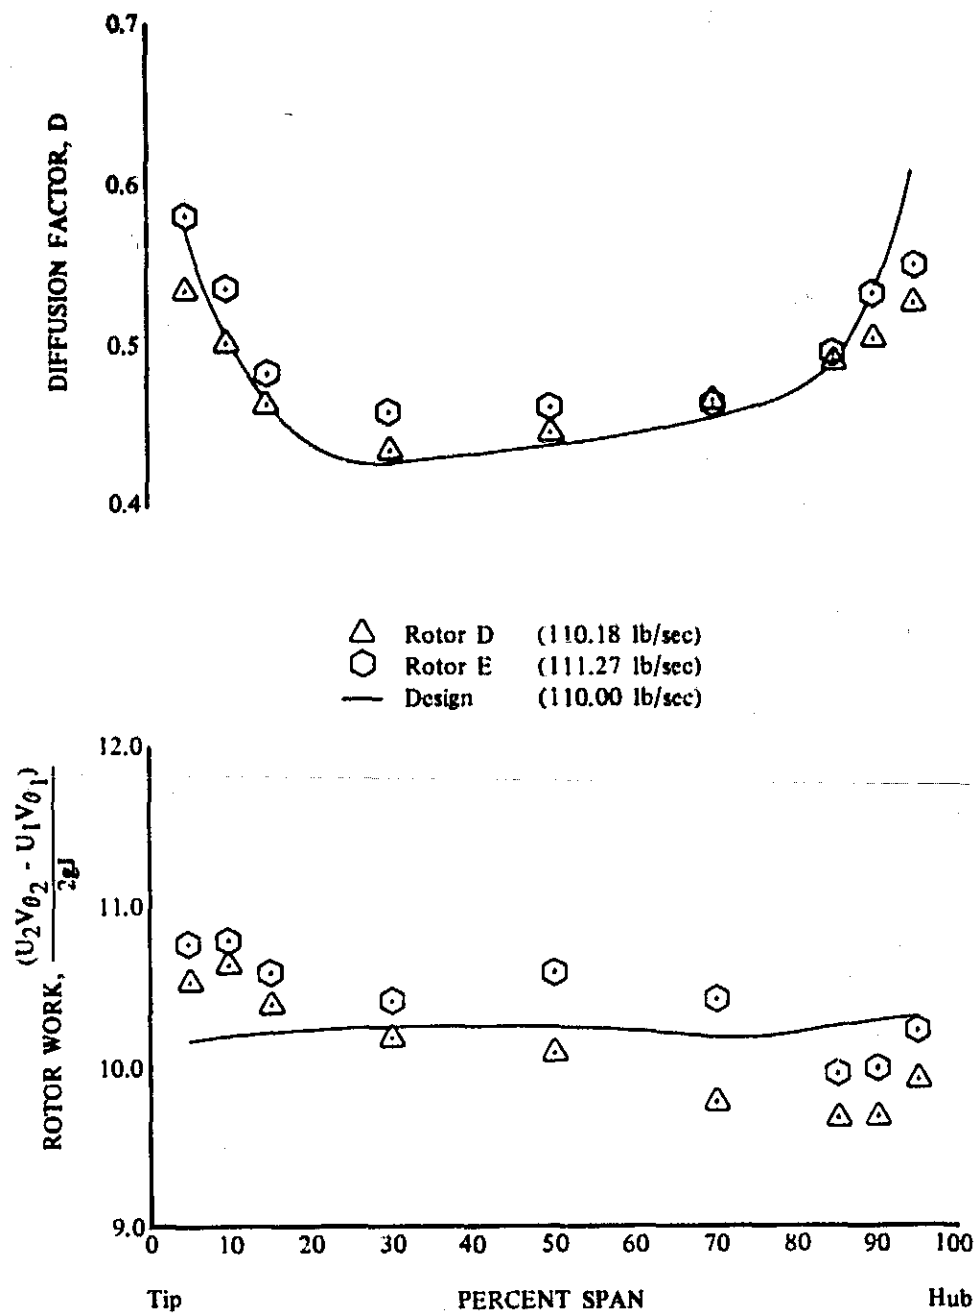 0.7
0.6
0.5
0.4
DIFFUSION FACTOR, D
Rotor D (110.18 lb/sec)
Rotor E (111.27 lb/sec)
Design (110.00 lb/sec)
12.0
11.0
10.0
9.0
ROTOR WORK, (U2Vθ2 - U1Vθ1)
2gJ
0 10 20 30 40 50 60 70 80 90 100
Tip PERCENT SPAN Hub